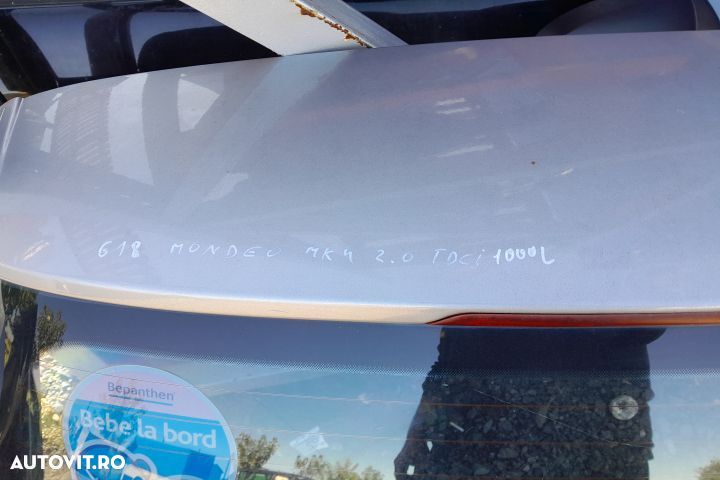 618 MONDEO MK4 2.0 TDCi 1000L
Bepanthen
Bebe la bord
AUTOVIT.RO